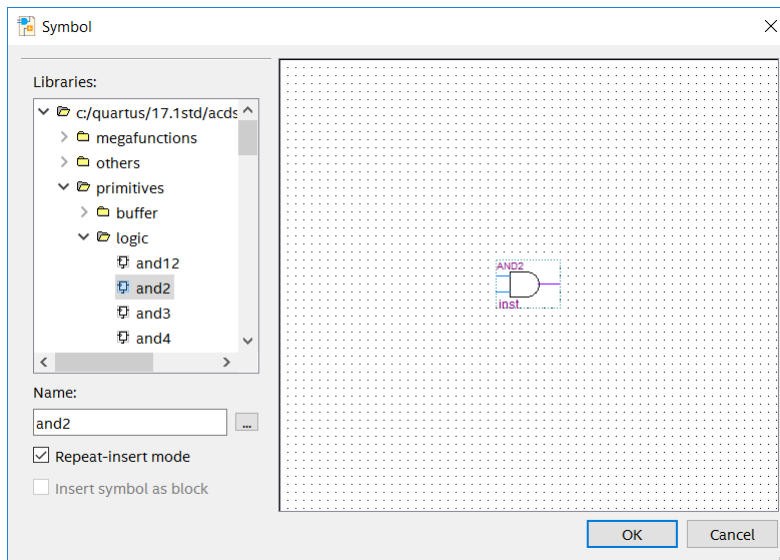 Symbol
Libraries:
c:/quartus/17.1std/acds
megafunctions
others
primitives
buffer
logic
and12
and2
and3
and4
Name:
and2
...
Repeat-insert mode
Insert symbol as block
AND2
inst
OK
Cancel